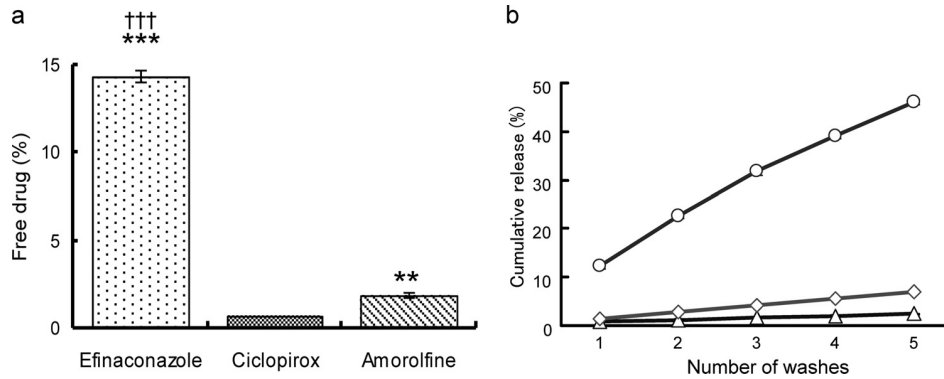 a
†††
***
15
10
5
0
**
Free drug (%)
Efinaconazole Ciclopirox Amorolfine
b
50
40
30
20
10
0
Cumulative release (%)
1 2 3 4 5
Number of washes